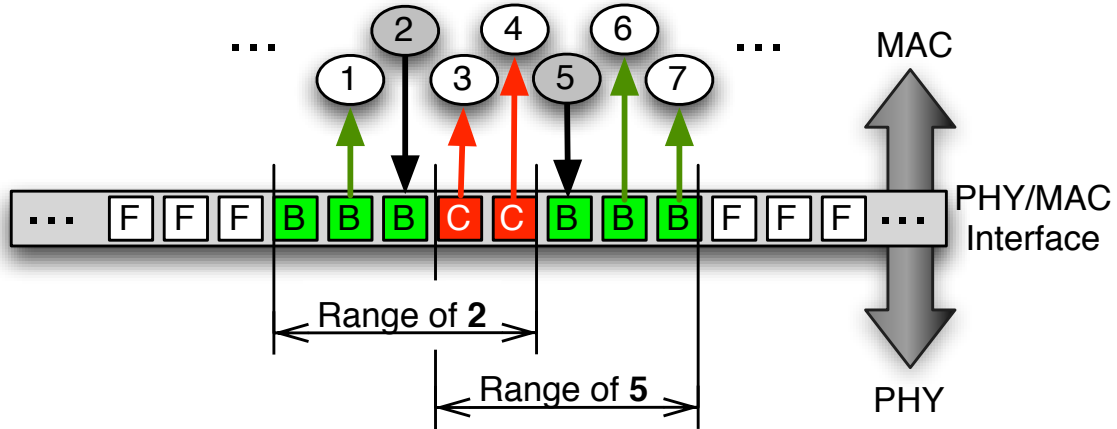 ... 2 4 6 ... MAC
1 3 5 7
... F F F B B B C C B B B F F F ... PHY/MAC
Interface
Range of 2
Range of 5
PHY